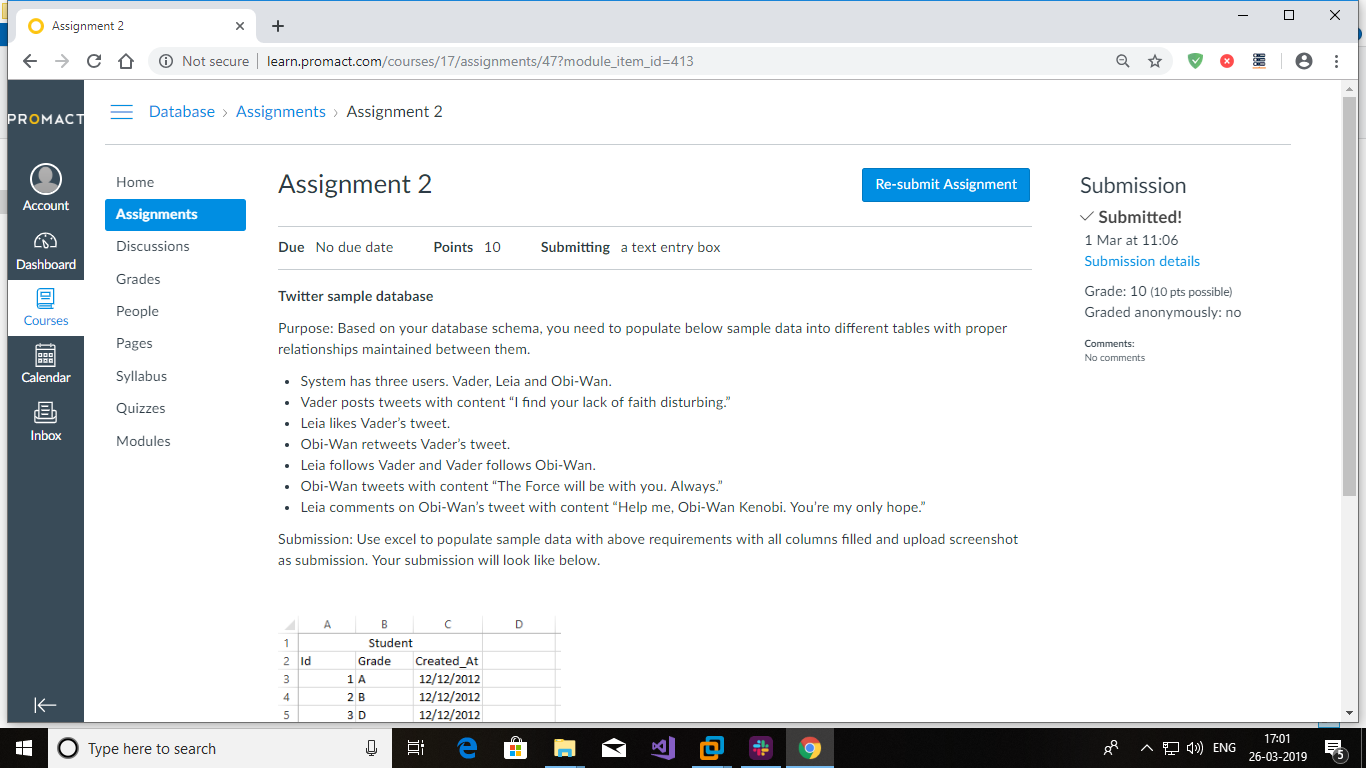 Assignment 2
Not secure
learn.promact.com/courses/17/assignments/47?module_item_id=413
PROMACT
Account
Dashboard
Courses
Calendar
Inbox
Database › Assignments › Assignment 2
Home
Assignments
Discussions
Grades
People
Pages
Syllabus
Quizzes
Modules
Assignment 2
Re-submit Assignment
Due No due date Points 10 Submitting a text entry box
Twitter sample database
Purpose: Based on your database schema, you need to populate below sample data into different tables with proper
relationships maintained between them.
• System has three users. Vader, Leia and Obi-Wan.
• Vader posts tweets with content “I find your lack of faith disturbing.”
• Leia likes Vader’s tweet.
• Obi-Wan retweets Vader’s tweet.
• Leia follows Vader and Vader follows Obi-Wan.
• Obi-Wan tweets with content “The Force will be with you. Always.”
• Leia comments on Obi-Wan’s tweet with content “Help me, Obi-Wan Kenobi. You’re my only hope.”
Submission: Use excel to populate sample data with above requirements with all columns filled and upload screenshot
as submission. Your submission will look like below.
A B C D
1 Student
2 Id Grade Created_At
3 1 A 12/12/2012
4 2 B 12/12/2012
5 3 D 12/12/2012
Submission
Submitted!
1 Mar at 11:06
Submission details
Grade: 10 (10 pts possible)
Graded anonymously: no
Comments:
No comments
Type here to search
ENG
17:01
26-03-2019
5